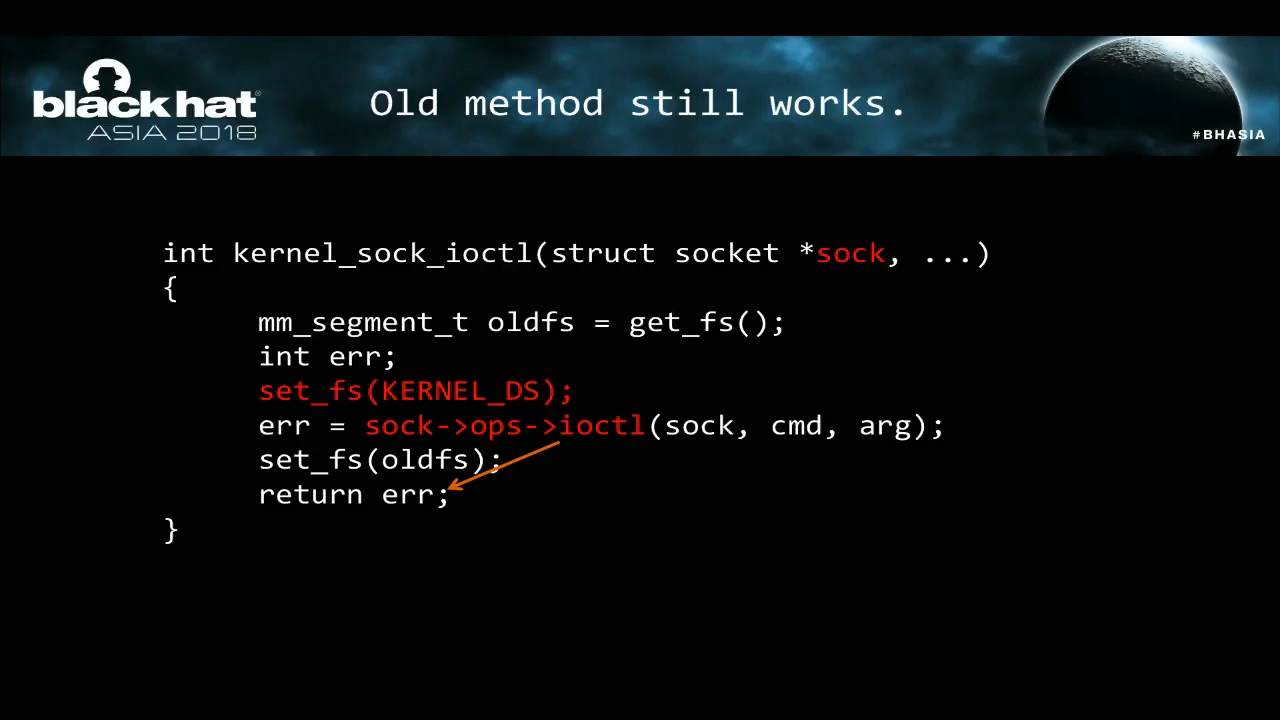 black hat
ASIA 2018
Old method still works.
#BHASIA
int kernel_sock_ioctl(struct socket *sock, ...)
{
mm_segment_t oldfs = get_fs();
int err;
set_fs(KERNEL_DS);
err = sock->ops->ioctl(sock, cmd, arg);
set_fs(oldfs);
return err;
}